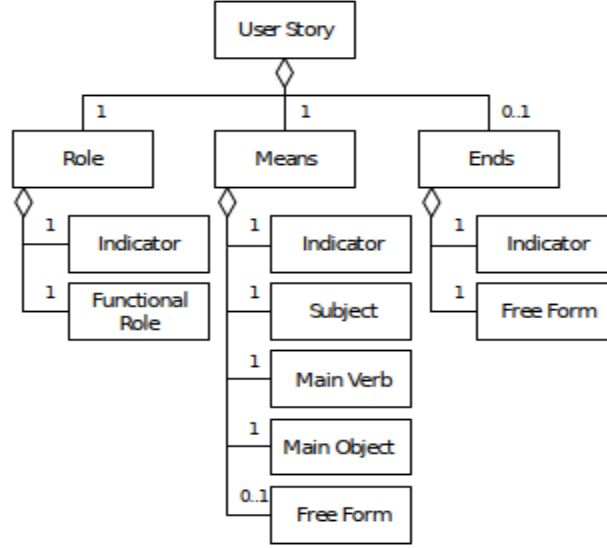 User Story
1
1
0..1
Role
Means
Ends
1
Indicator
1
Indicator
1
Indicator
1
Functional
Role
1
Subject
1
Free Form
1
Main Verb
1
Main Object
0..1
Free Form